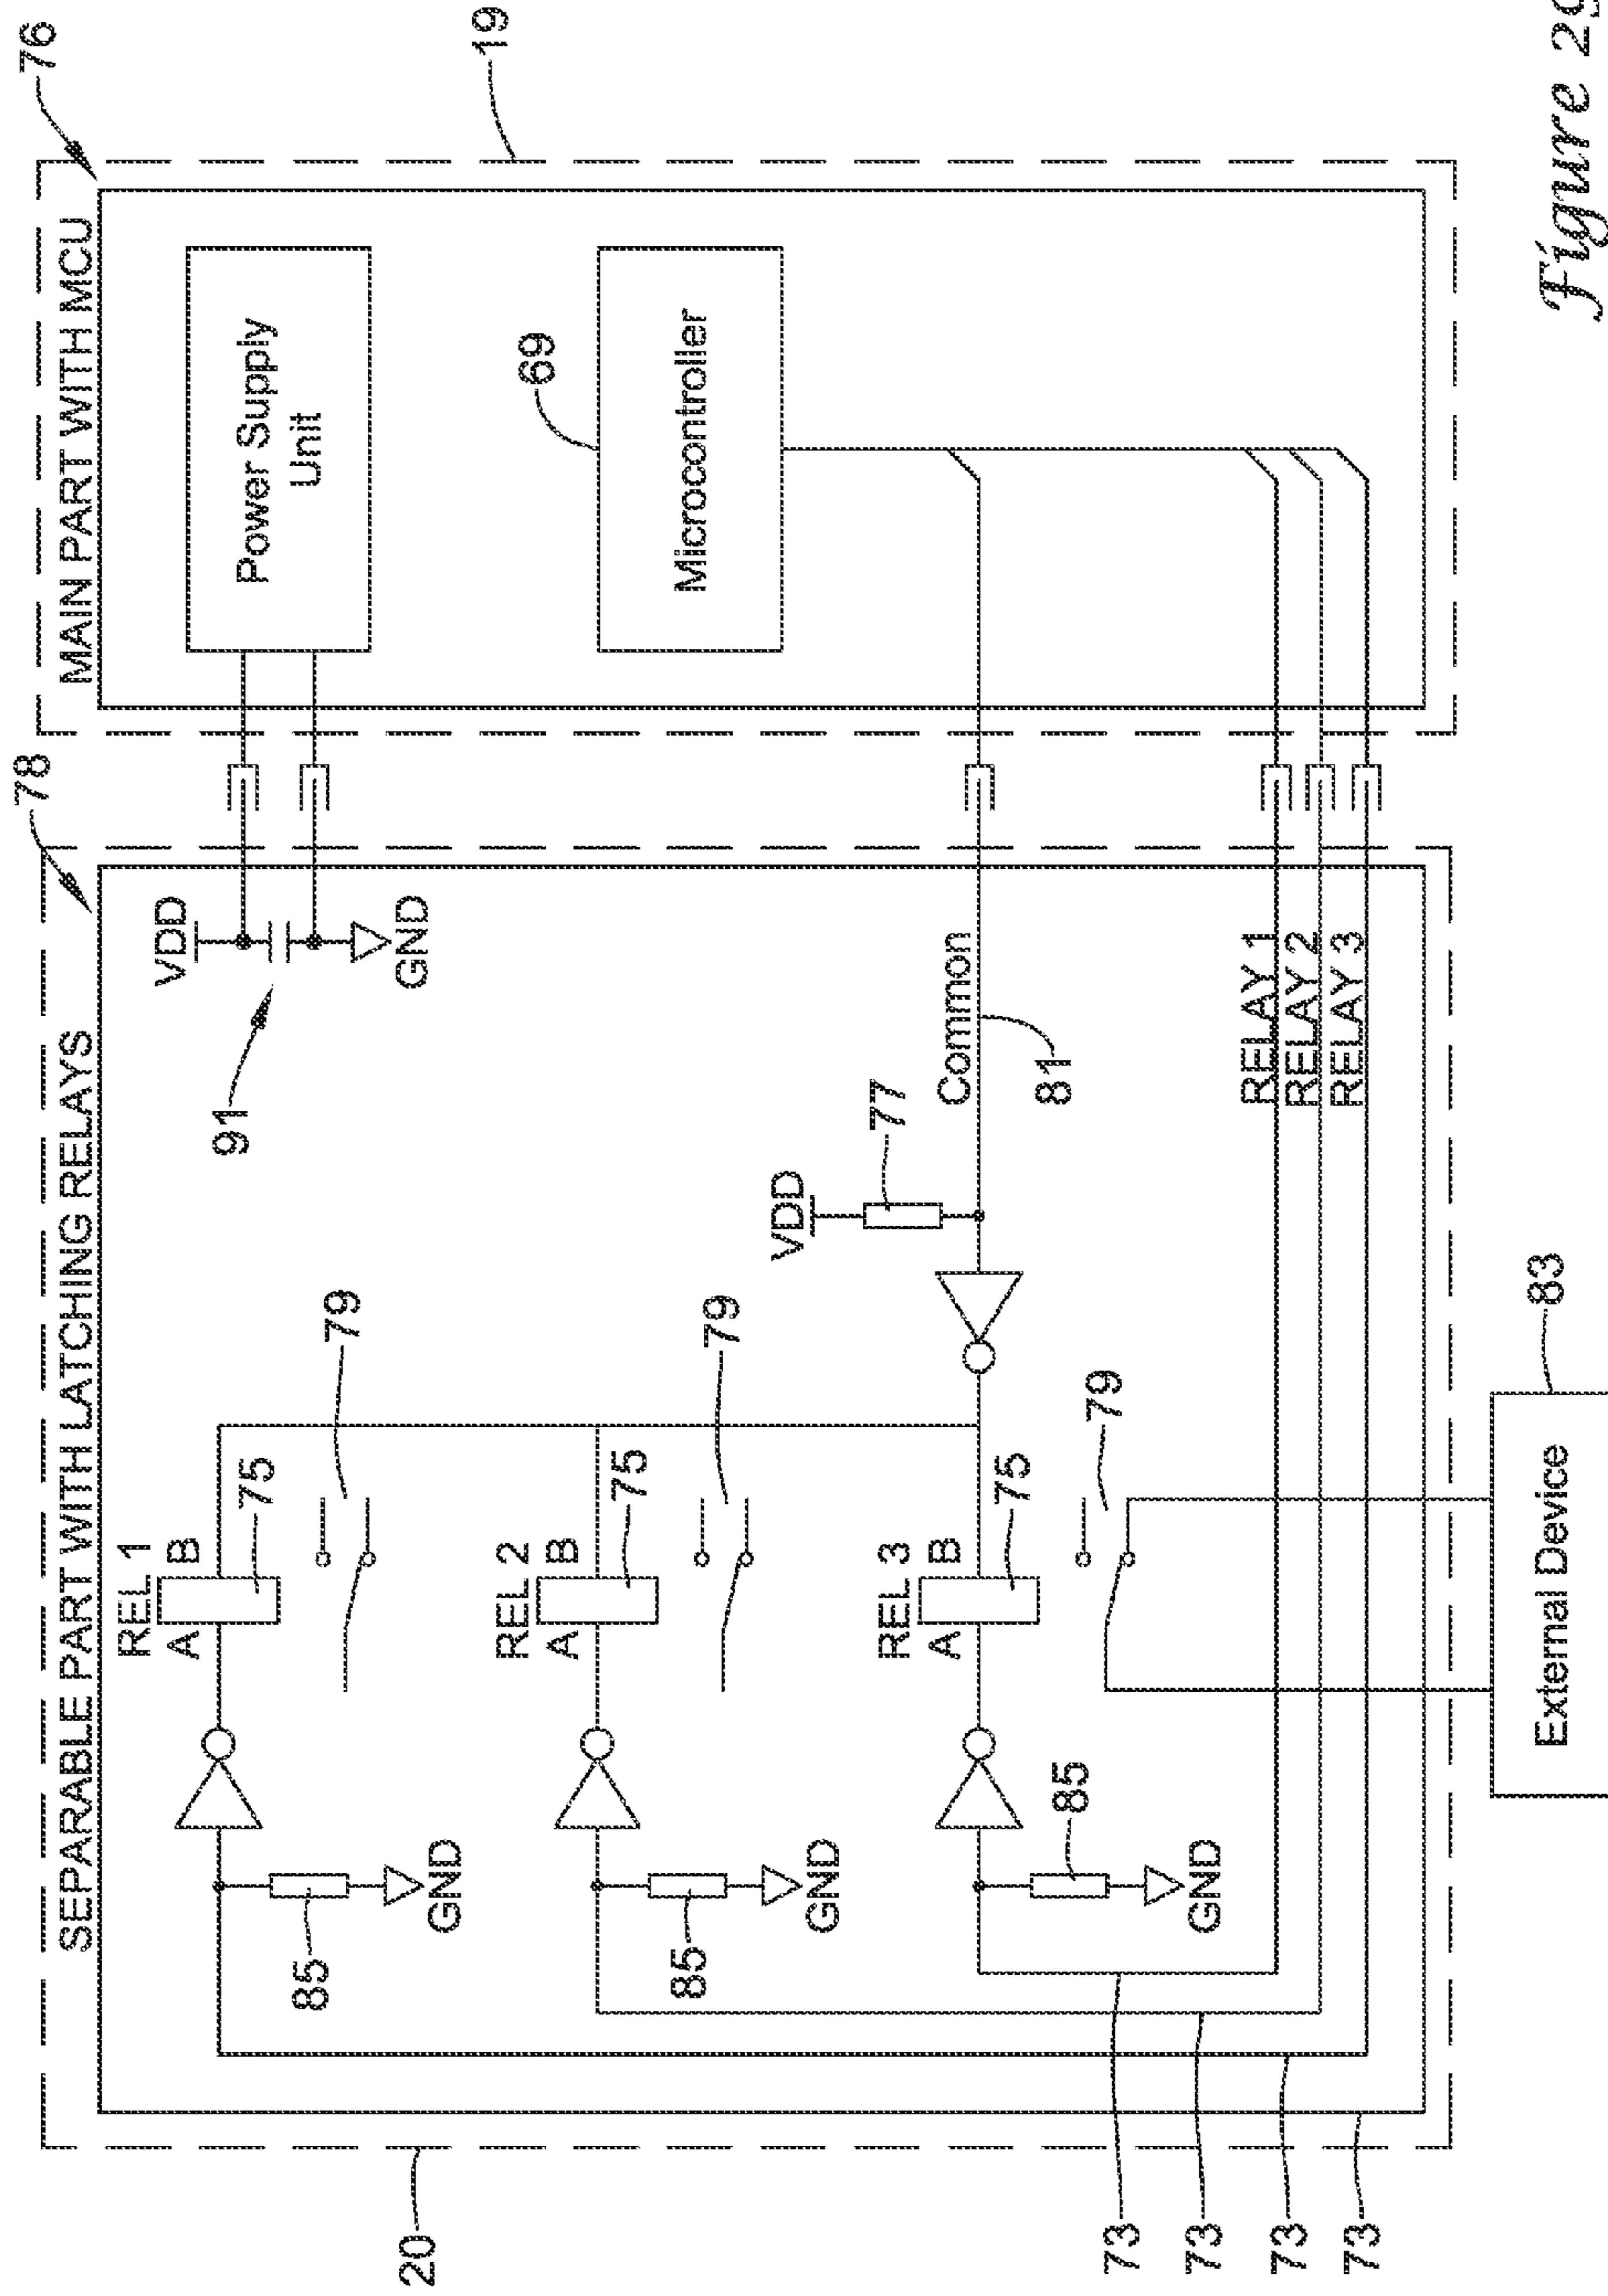 78
76
SEPARABLE PART WITH LATCHING RELAYS
MAIN PART WITH MCU
REL 1
A B
VDD
91
75
79
85
GND
GND
Power Supply
Unit
19
20
REL 2
A B
75
79
85
GND
VDD
77
69
Microcontroller
REL 3
A B
75
Common
81
85
79
GND
73
73
73
73
RELAY 1
RELAY 2
RELAY 3
83
External Device
Figure 29